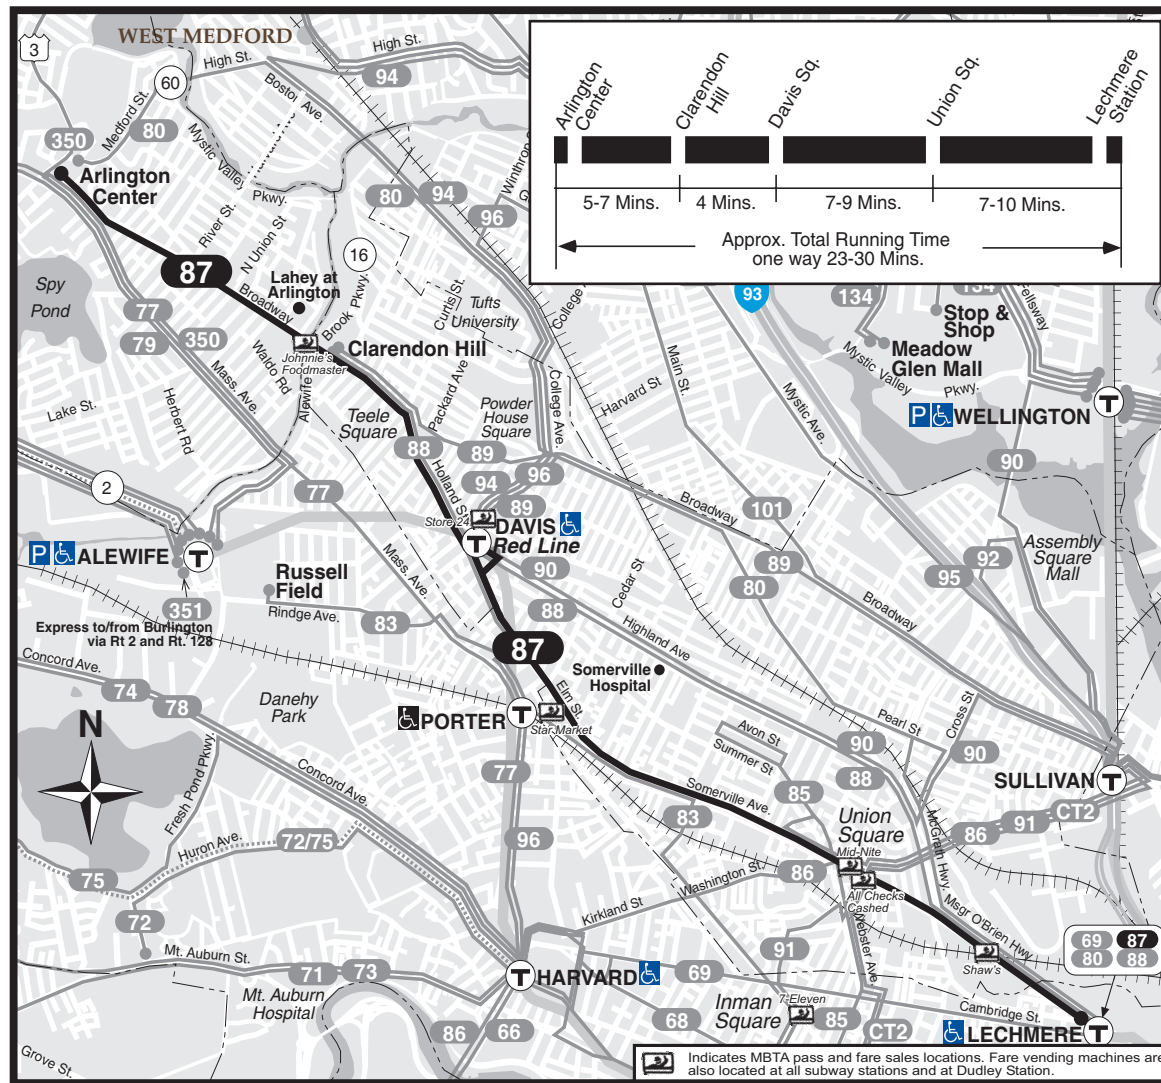 WEST MEDFORD
3
60
High St.
High St.
94
Boston Ave.
Medford St.
80
350
Arlington
Center
Mystic Valley
Pkwy.
River St.
N Union St
87
Broadway
Lahey at
Arlington
16
Brook Pkwy.
Alewife
80
94
96
Winthrop
Curtis St.
Tufts
University
College
College Ave.
Spy
Pond
77
79
350
Mass. Ave.
Waldo Rd
Herbert Rd
Lake St.
Johnnie's
Foodmaster
Clarendon Hill
Teele
Square
Packard Ave
Powder
House
Square
88
89
Holland St.
94
96
89
Store 24
DAVIS
Red Line
90
88
2
77
Mass. Ave.
P
ALEWIFE
T
351
Express to/from Burlington
via Rt 2 and Rt. 128
Russell
Field
Rindge Ave.
83
Arlington
Center
Clarendon
Hill
Davis Sq.
Union Sq.
Lechmere
Station
5-7 Mins.
4 Mins.
7-9 Mins.
7-10 Mins.
Approx. Total Running Time
one way 23-30 Mins.
93
134
134
Fellsway
Stop &
Shop
Meadow
Glen Mall
Mystic Valley
Pkwy.
P
WELLINGTON
T
Main St.
Harvard St
Mystic Ave.
90
101
Broadway
80
89
95
92
Assembly
Square
Mall
Broadway
Cedar St
Highland Ave
87
Somerville
Hospital
Elm St.
T
PORTER
T
Star Market
Concord Ave.
74
78
Danehy
Park
N
Fresh Pond Pkwy.
Concord Ave.
Huron Ave.
72/75
75
72
77
96
Avon St
Summer St
Somerville Ave.
83
85
90
88
Pearl St
Cross St
90
SULLIVAN
T
CT2
91
86
McGrath Hwy.
Union
Square
Mid-Nite
All Checks
Cashed
86
Washington St.
Kirkland St
Webster Ave.
Msgr O'Brien Hwy
69
87
80
88
Shaw's
91
Mt. Auburn St.
71
73
T
HARVARD
69
Mt. Auburn
Hospital
86
66
68
Inman
Square
7-Eleven
85
CT2
Cambridge St.
LECHMERE
T
Grove St.
Indicates MBTA pass and fare sales locations. Fare vending machines are
also located at all subway stations and at Dudley Station.